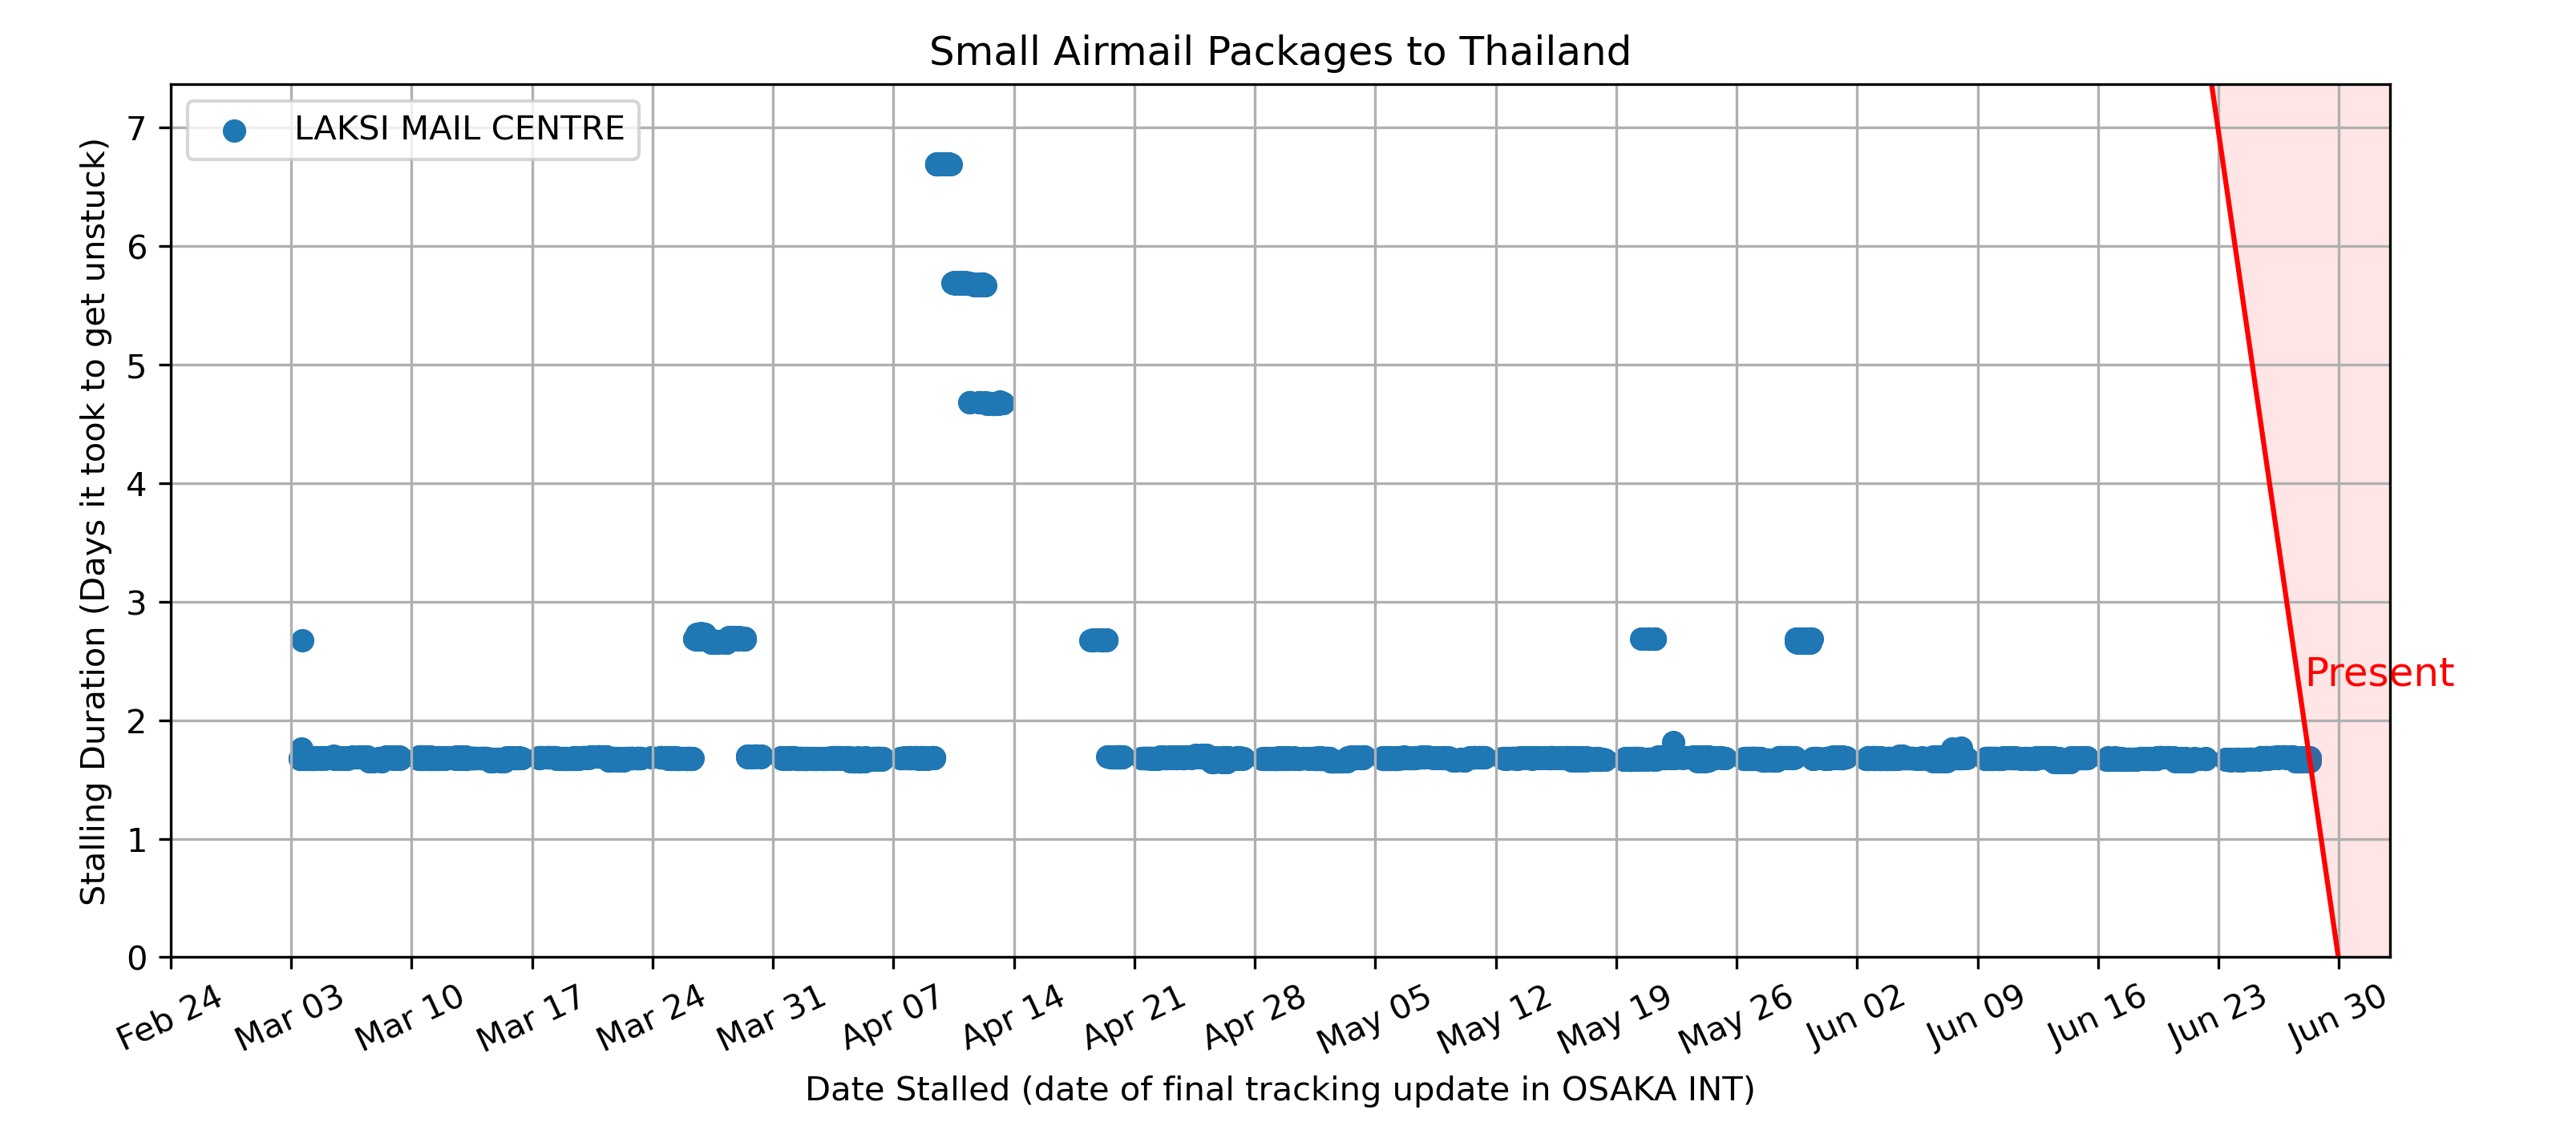 Small Airmail Packages to Thailand
LAKSI MAIL CENTRE
Stalling Duration (Days it took to get unstuck)
7
6
5
4
3
2
1
0
Present
Feb 24 Mar 03 Mar 10 Mar 17 Mar 24 Mar 31 Apr 07 Apr 14 Apr 21 Apr 28 May 05 May 12 May 19 May 26 Jun 02 Jun 09 Jun 16 Jun 23 Jun 30
Date Stalled (date of final tracking update in OSAKA INT)